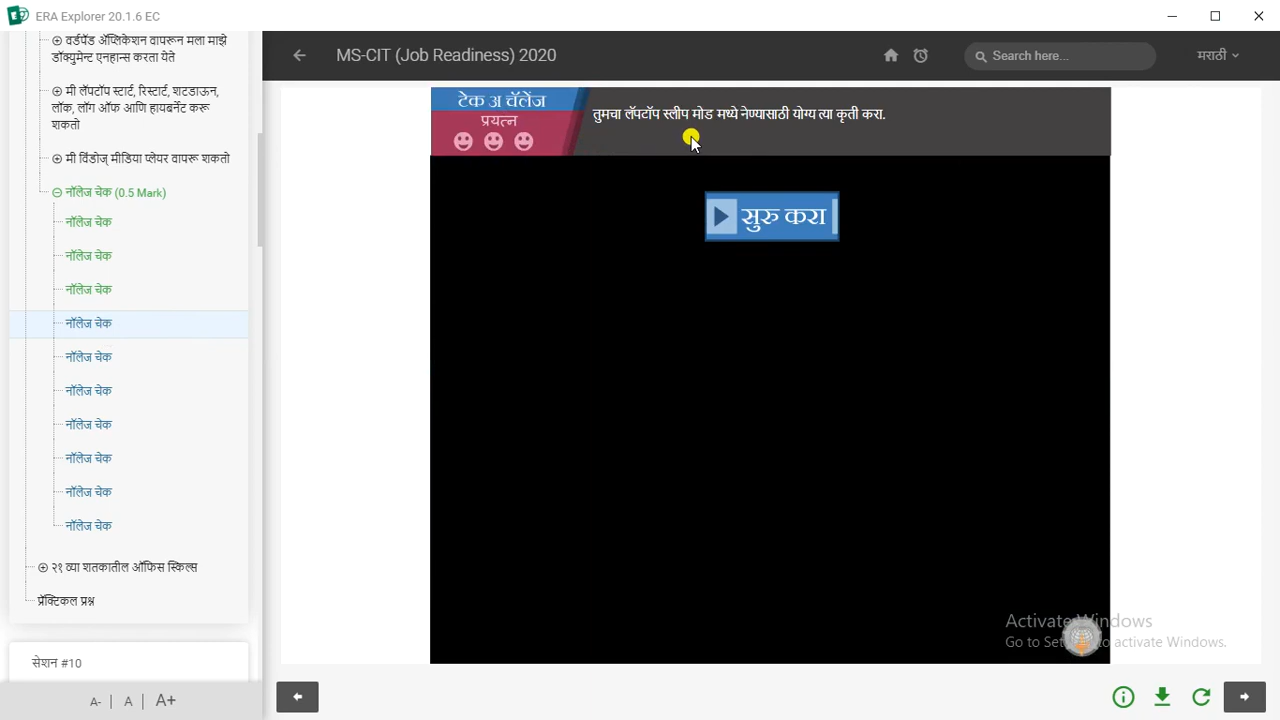 ERA Explorer 20.1.6 EC
वर्डपॅड ॲप्लिकेशन वापरून मला माझे
डॉक्युमेंट एनहान्स करता येते
मी लॅपटॉप स्टार्ट, रिस्टार्ट, शटडाऊन,
लॉक, लॉग ऑफ आणि हायबर्नेट करू
शकतो
मी विंडोज् मीडिया प्लेयर वापरू शकतो
नॉलेज चेक (0.5 Mark)
नॉलेज चेक
नॉलेज चेक
नॉलेज चेक
नॉलेज चेक
नॉलेज चेक
नॉलेज चेक
नॉलेज चेक
नॉलेज चेक
नॉलेज चेक
नॉलेज चेक
२१ व्या शतकातील ऑफिस स्किल्स
प्रॅक्टिकल प्रश्न
सेशन #10
A- | A | A+
MS-CIT (Job Readiness) 2020
Search here...
मराठी
टेक अ चॅलेंज
प्रयत्न
तुमचा लॅपटॉप स्लीप मोड मध्ये नेण्यासाठी योग्य त्या कृती करा.
सुरु करा
Activate Windows
Go to Settings to activate Windows.